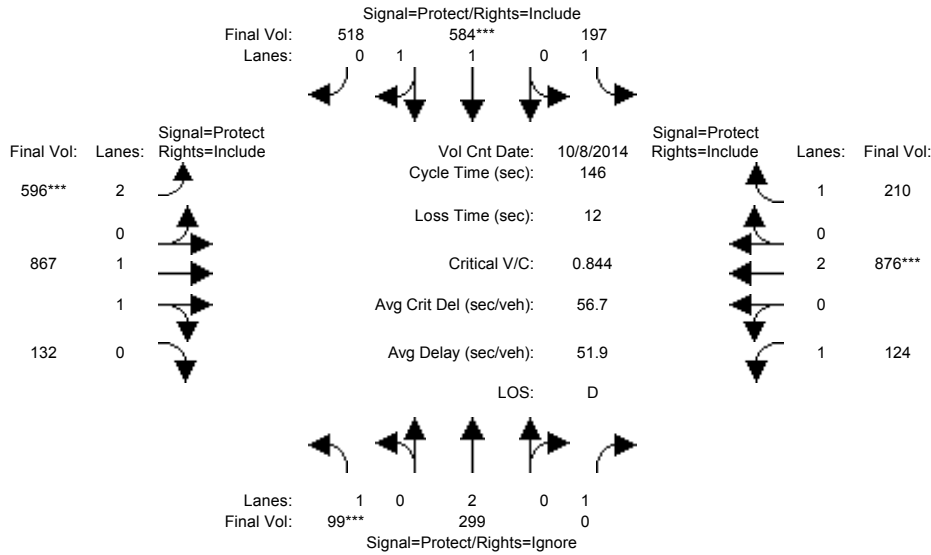 Signal=Protect/Rights=Include
Final Vol: 518 584*** 197
Lanes: 0 1 1 0 1
Signal=Protect Signal=Protect
Final Vol: Lanes: Rights=Include Vol Cnt Date: 10/8/2014 Rights=Include Lanes: Final Vol:
Cycle Time (sec): 146
596*** 2 1 210
Loss Time (sec): 12
0 0
867 1 Critical V/C: 0.844 2 876***
1 Avg Crit Del (sec/veh): 56.7 0
132 0 Avg Delay (sec/veh): 51.9 1 124
LOS: D
Lanes: 1 0 2 0 1
Final Vol: 99*** 299 0
Signal=Protect/Rights=Ignore